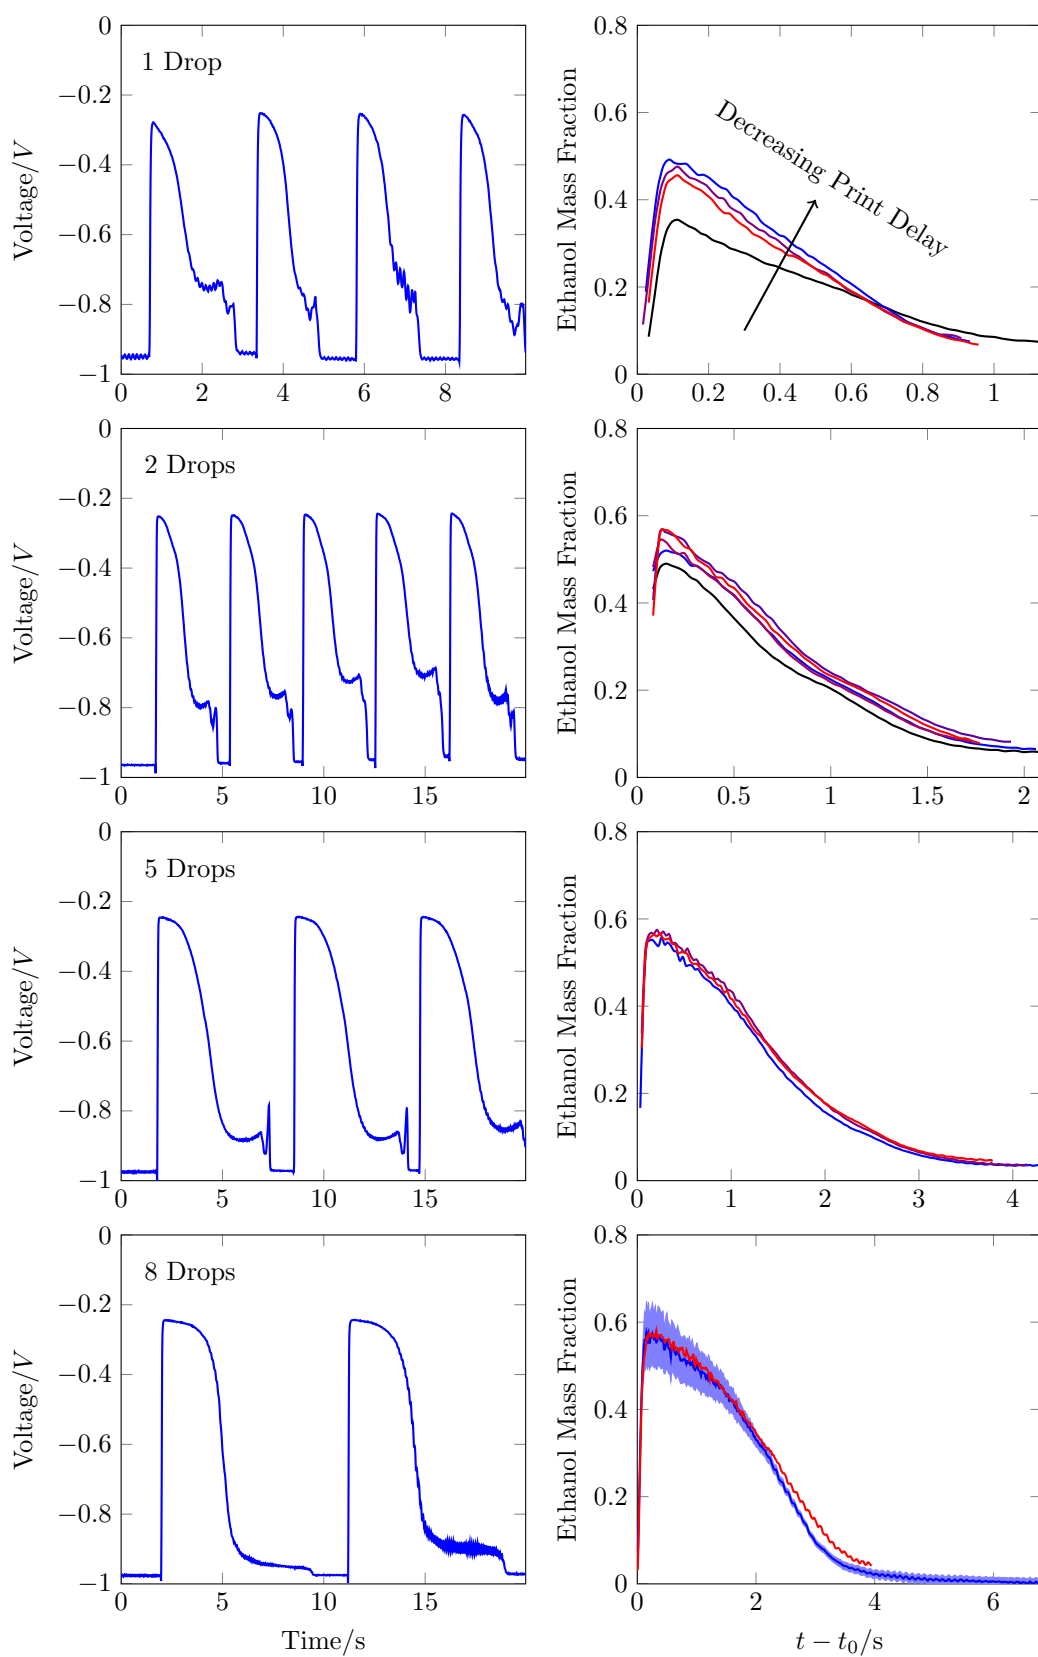 0
−0.2
−0.4
−0.6
−0.8
−1
Voltage/V
1 Drop
0 2 4 6 8 10
0.8
0.6
0.4
0.2
0
Ethanol Mass Fraction
Decreasing Print Delay
0 0.2 0.4 0.6 0.8 1
0
−0.2
−0.4
−0.6
−0.8
−1
Voltage/V
2 Drops
0 5 10 15
0.8
0.6
0.4
0.2
0
Ethanol Mass Fraction
0 0.5 1 1.5 2
0
−0.2
−0.4
−0.6
−0.8
−1
Voltage/V
5 Drops
0 5 10 15
0.8
0.6
0.4
0.2
0
Ethanol Mass Fraction
0 1 2 3 4
0
−0.2
−0.4
−0.6
−0.8
−1
Voltage/V
8 Drops
0 5 10 15
Time/s
0.8
0.6
0.4
0.2
0
Ethanol Mass Fraction
0 2 4 6
t − t₀/s